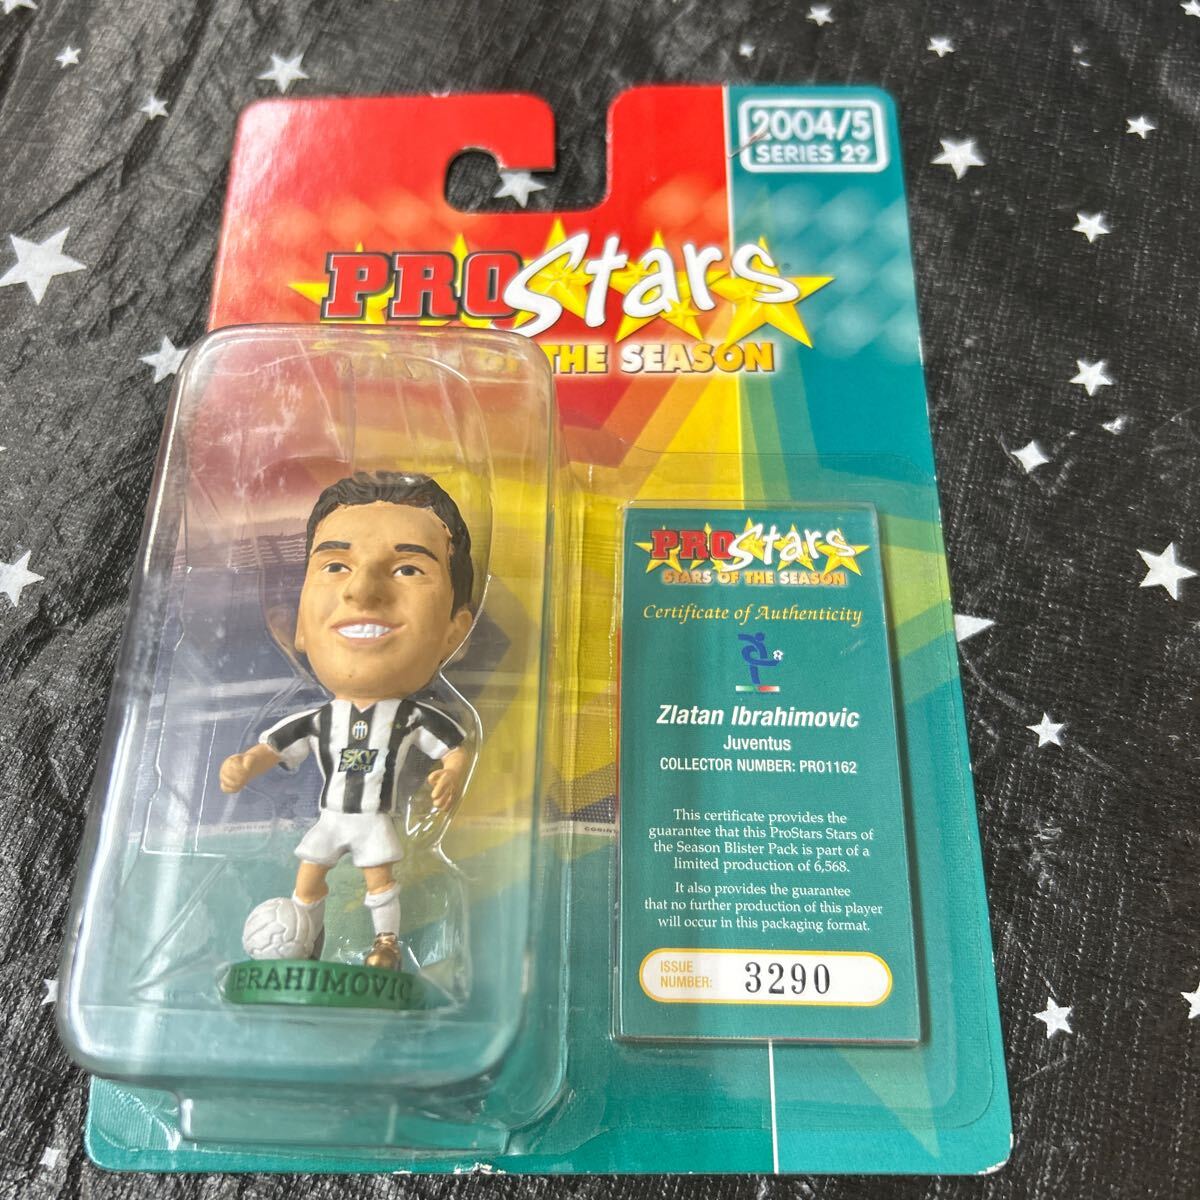 2004/5
SERIES 29
PROStars
OF THE SEASON
PROStars
STARS OF THE SEASON
Certificate of Authenticity
Zlatan Ibrahimovic
Juventus
COLLECTOR NUMBER: PRO1162
This certificate provides the
guarantee that this ProStars Stars of
the Season Blister Pack is part of a
limited production of 6,568.
It also provides the guarantee
that no further production of this player
will occur in this packaging format.
ISSUE
NUMBER: 3290
SKY
SPORT
IBRAHIMOVIC